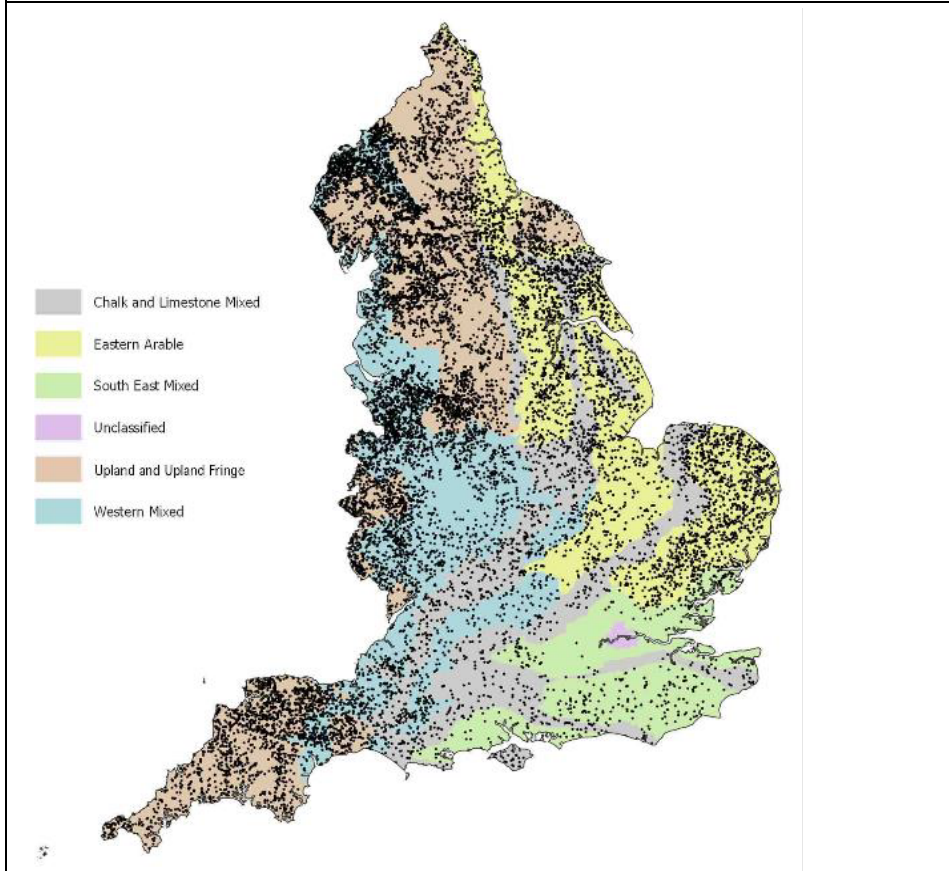 Chalk and Limestone Mixed
Eastern Arable
South East Mixed
Unclassified
Upland and Upland Fringe
Western Mixed